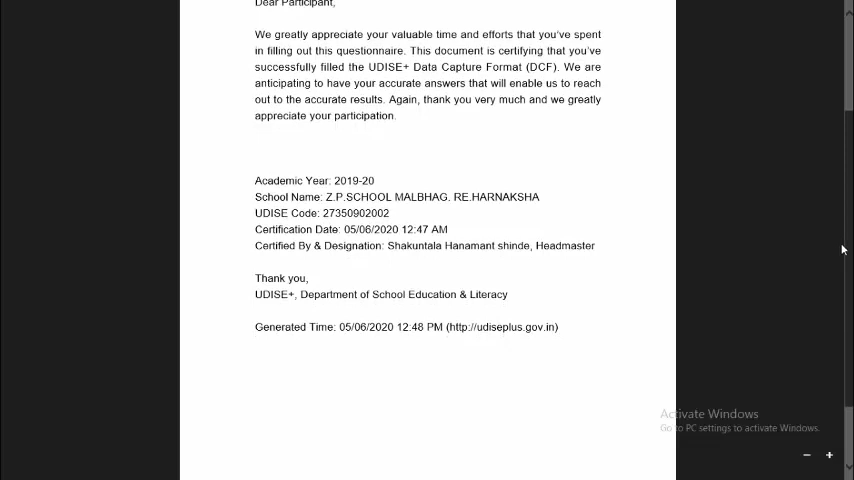 Dear Participant,
We greatly appreciate your valuable time and efforts that you've spent
in filling out this questionnaire. This document is certifying that you've
successfully filled the UDISE+ Data Capture Format (DCF). We are
anticipating to have your accurate answers that will enable us to reach
out to the accurate results. Again, thank you very much and we greatly
appreciate your participation.
Academic Year: 2019-20
School Name: Z.P.SCHOOL MALBHAG. RE.HARNAKSHA
UDISE Code: 27350902002
Certification Date: 05/06/2020 12:47 AM
Certified By & Designation: Shakuntala Hanamant shinde, Headmaster
Thank you,
UDISE+, Department of School Education & Literacy
Generated Time: 05/06/2020 12:48 PM (http://udiseplus.gov.in)
Activate Windows
Go to PC settings to activate Windows.